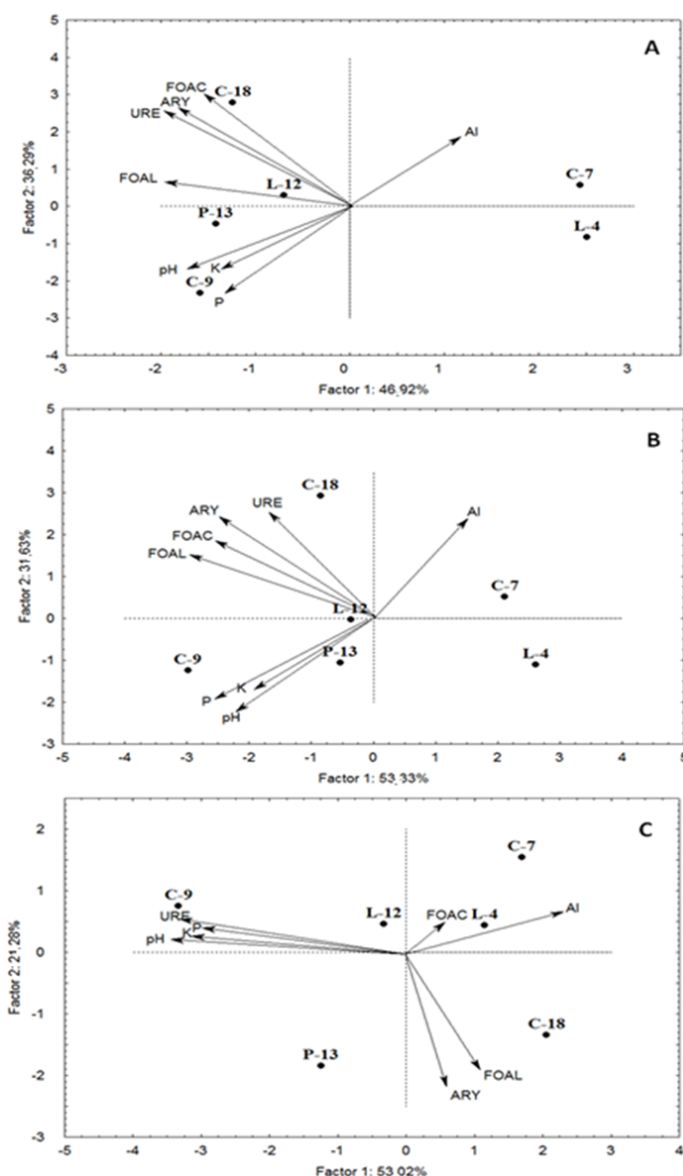 A
5
4
3
2
1
0
-1
-2
-3
-4
Factor 2: 36,29%
FOAC
C-18
ARY
URE
Al
FOAL
L-12
C-7
P-13
L-4
pH
K
C-9
P
-3
-2
-1
0
1
2
3
Factor 1: 46,92%
B
5
4
3
2
1
0
-1
-2
-3
Factor 2: 31,63%
C-18
URE
ARY
Al
FOAC
FOAL
C-7
L-12
P-13
L-4
C-9
K
P
pH
-5
-4
-3
-2
-1
0
1
2
3
4
5
Factor 1: 53,33%
C
2
1
0
-1
-2
-3
Factor 2: 21,28%
C-7
C-9
L-12
FOAC
L-4
Al
URE
P
K
pH
C-18
P-13
FOAL
ARY
-5
-4
-3
-2
-1
0
1
2
3
4
Factor 1: 53,02%